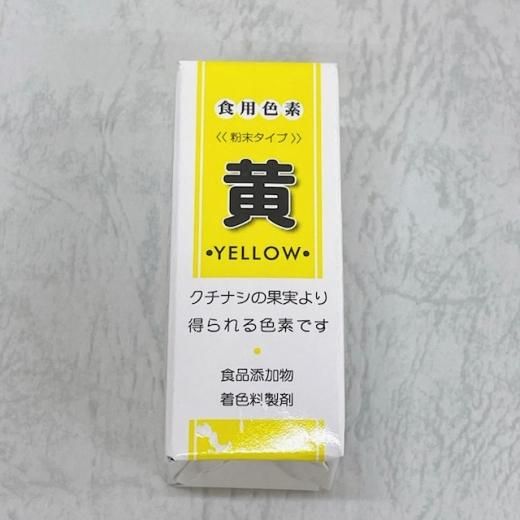 食用色素
《粉末タイプ》
黄
•YELLOW•
クチナシの果実より
得られる色素です
食品添加物
着色料製剤